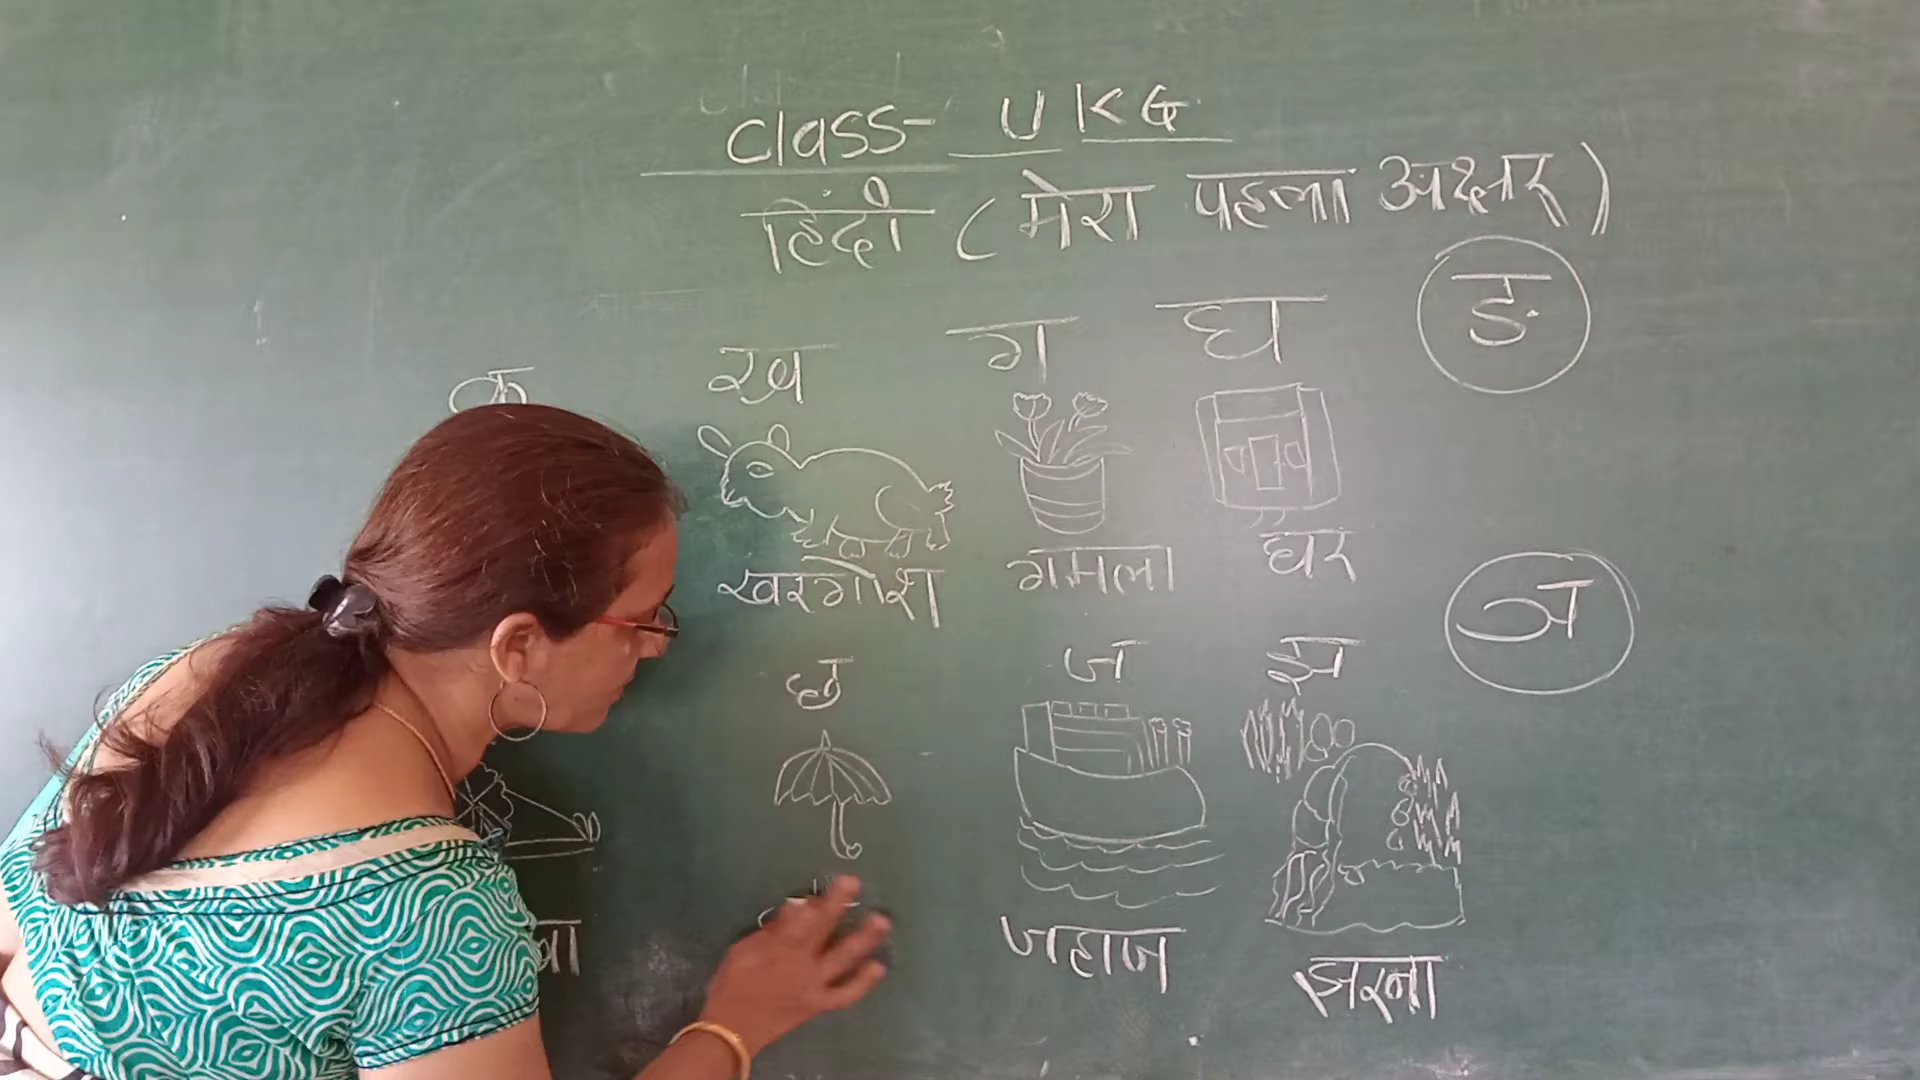 Class- UKG
हिंदी (मेरा पहला अक्षर)
क ख ग घ ङ
खरगोश गमला घर
छ ज झ ञ
जहाज झरना